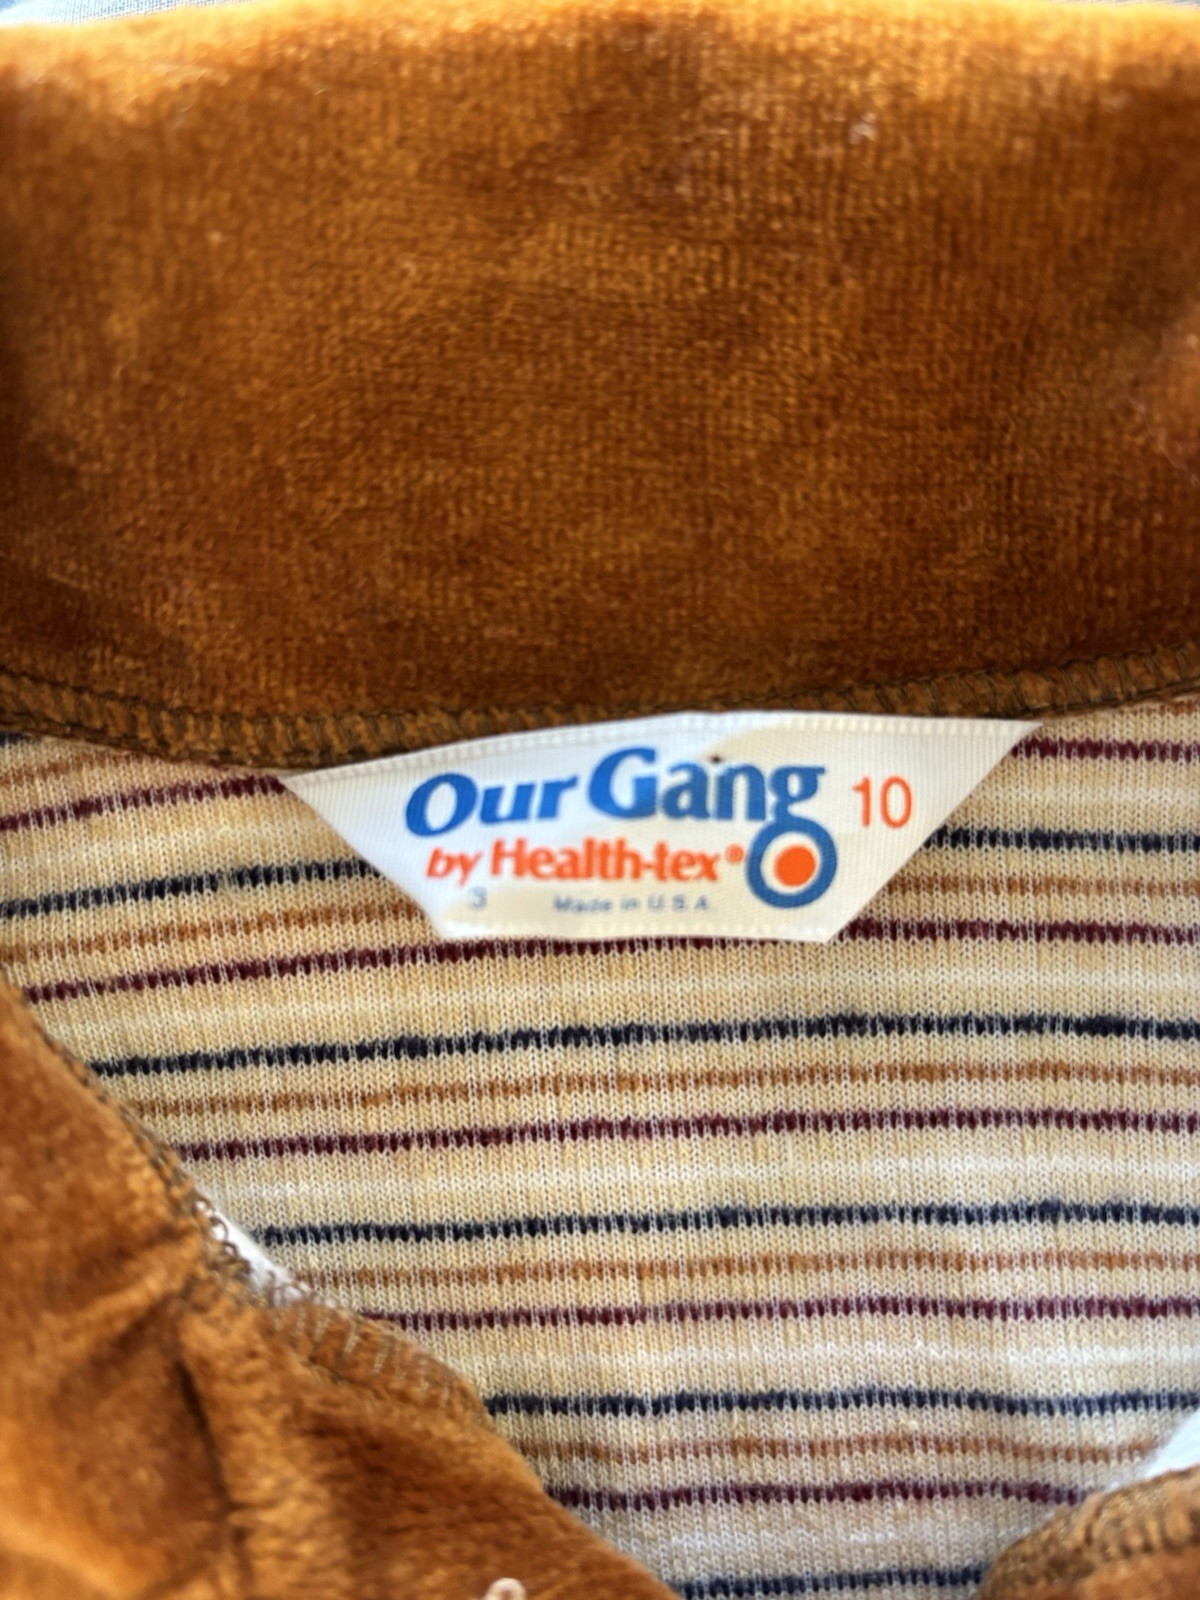 Our Gang 10
by Health-tex®
3 Made in U.S.A.